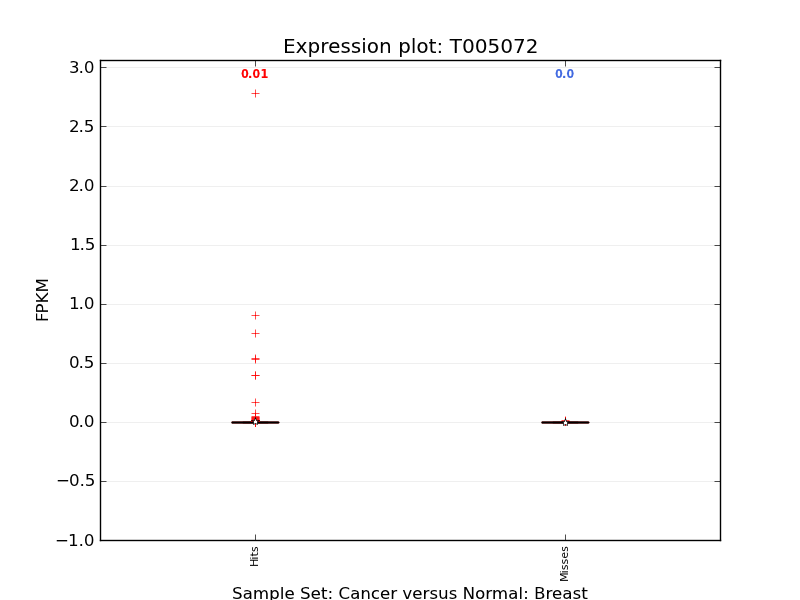 Expression plot: T005072
0.01
0.0
3.0
2.5
2.0
1.5
1.0
0.5
0.0
−0.5
−1.0
FPKM
Hits
Misses
Sample Set: Cancer versus Normal: Breast